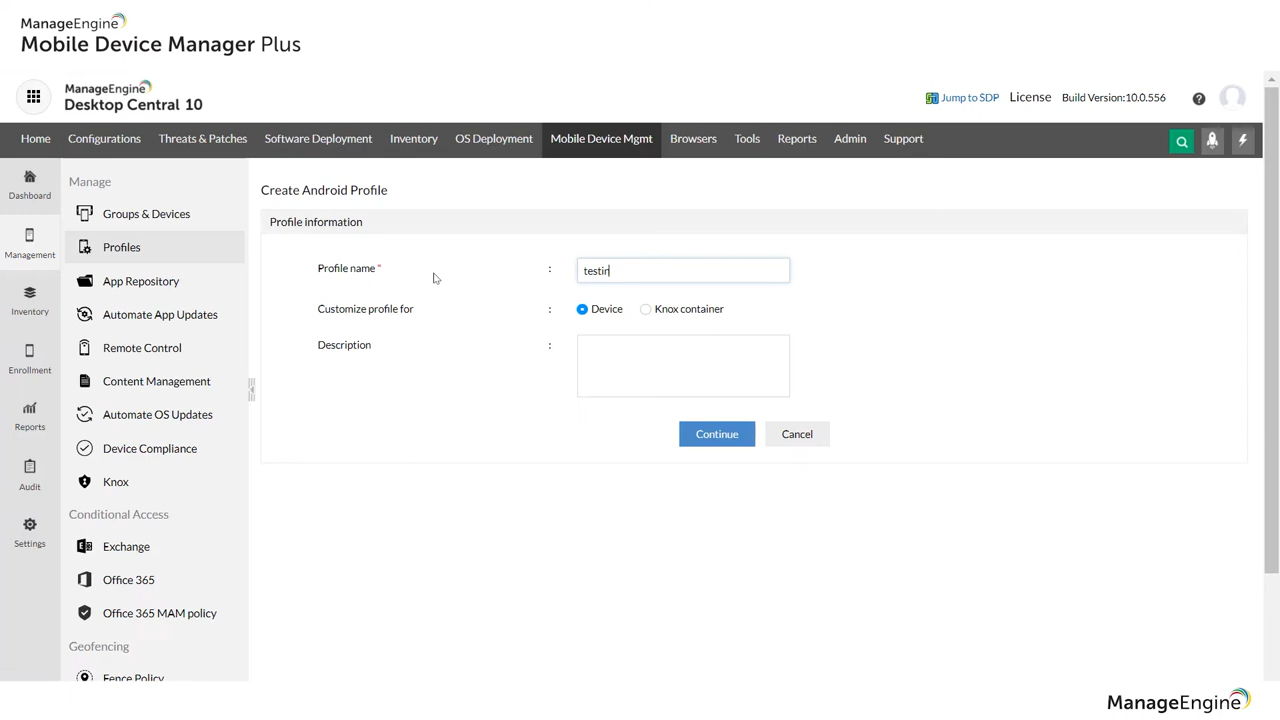 ManageEngine
Mobile Device Manager Plus
ManageEngine
Desktop Central 10
Jump to SDP
License
Build Version:10.0.556
Home
Configurations
Threats & Patches
Software Deployment
Inventory
OS Deployment
Mobile Device Mgmt
Browsers
Tools
Reports
Admin
Support
Dashboard
Management
Inventory
Enrollment
Reports
Audit
Settings
Manage
Groups & Devices
Profiles
App Repository
Automate App Updates
Remote Control
Content Management
Automate OS Updates
Device Compliance
Knox
Conditional Access
Exchange
Office 365
Office 365 MAM policy
Geofencing
Fence Policy
Create Android Profile
Profile information
Profile name * : testin
Customize profile for : Device Knox container
Description :
Continue
Cancel
ManageEngine